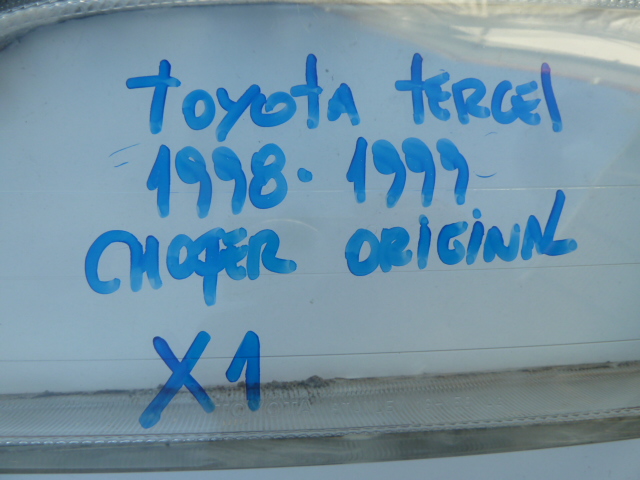 TOYOTA tERCEl
1998-1999
CHOFER ORIGINAL
X1